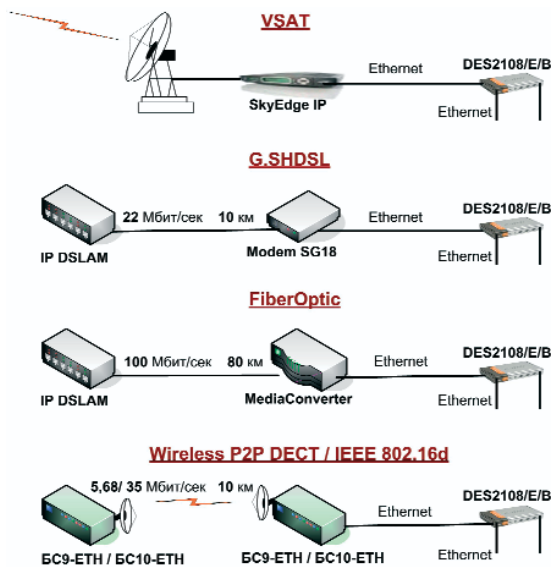 VSAT
Ethernet
DES2108/E/B
SkyEdge IP
Ethernet
G.SHDSL
DES2108/E/B
22 Мбит/сек 10 км
Ethernet
IP DSLAM
Modem SG18
Ethernet
FiberOptic
DES2108/E/B
100 Мбит/сек 80 км
Ethernet
IP DSLAM
MediaConverter
Ethernet
Wireless P2P DECT / IEEE 802.16d
5,68/ 35 Мбит/сек 10 км
DES2108/E/B
Ethernet
БС9-ETH / БС10-ETH
БС9-ETH / БС10-ETH
Ethernet